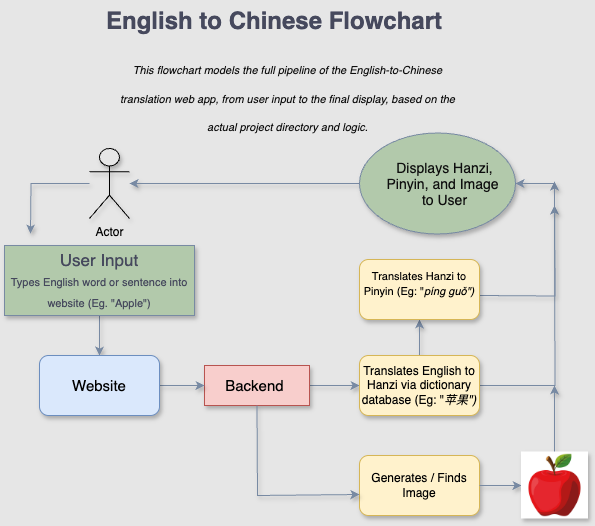 English to Chinese Flowchart
This flowchart models the full pipeline of the English-to-Chinese
translation web app, from user input to the final display, based on the
actual project directory and logic.
Displays Hanzi,
Pinyin, and Image
to User
Actor
User Input
Types English word or sentence into
website (Eg. "Apple")
Translates Hanzi to
Pinyin (Eg: "píng guǒ")
Website
Backend
Translates English to
Hanzi via dictionary
database (Eg: "苹果")
Generates / Finds
Image